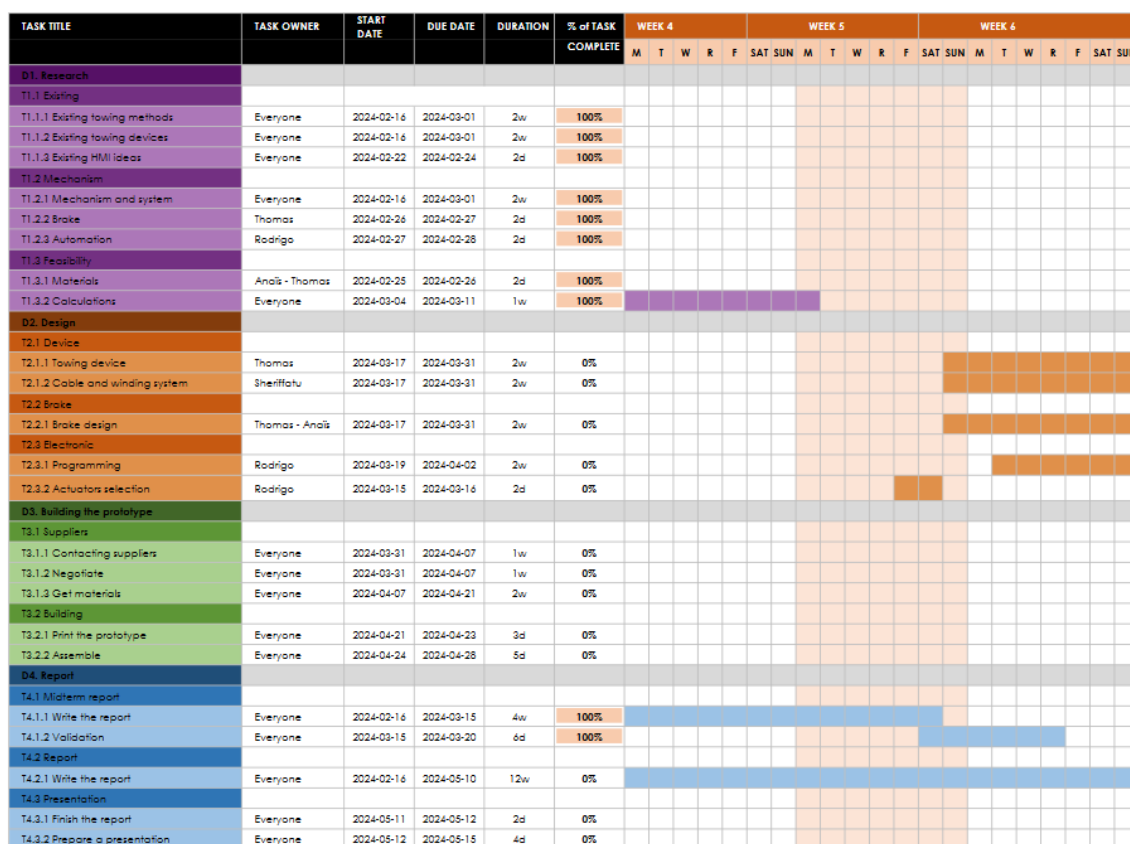 TASK TITLE TASK OWNER START DATE DUE DATE DURATION % of TASK COMPLETE WEEK 4 WEEK 5 WEEK 6
M T W R F SAT SUN M T W R F SAT SUN M T W R F SAT
D1. Research
T1.1 Existing
T1.1.1 Existing towing methods Everyone 2024-02-16 2024-03-01 2w 100%
T1.1.2 Existing towing devices Everyone 2024-02-16 2024-03-01 2w 100%
T1.1.3 Existing HMI ideas Everyone 2024-02-22 2024-02-24 2d 100%
T1.2 Mechanism
T1.2.1 Mechanism and system Everyone 2024-02-16 2024-03-01 2w 100%
T1.2.2 Brake Thomas 2024-02-26 2024-02-27 2d 100%
T1.2.3 Automation Rodrigo 2024-02-27 2024-02-28 2d 100%
T1.3 Feasibility
T1.3.1 Materials Anaïs - Thomas 2024-02-25 2024-02-26 2d 100%
T1.3.2 Calculations Everyone 2024-03-04 2024-03-11 1w 100%
D2. Design
T2.1 Device
T2.1.1 Towing device Thomas 2024-03-17 2024-03-31 2w 0%
T2.1.2 Cable and winding system Sheriffatu 2024-03-17 2024-03-31 2w 0%
T2.2 Brake
T2.2.1 Brake design Thomas - Anaïs 2024-03-17 2024-03-31 2w 0%
T2.3 Electronic
T2.3.1 Programming Rodrigo 2024-03-19 2024-04-02 2w 0%
T2.3.2 Actuators selection Rodrigo 2024-03-15 2024-03-16 2d 0%
D3. Building the prototype
T3.1 Suppliers
T3.1.1 Contacting suppliers Everyone 2024-03-31 2024-04-07 1w 0%
T3.1.2 Negotiate Everyone 2024-03-31 2024-04-07 1w 0%
T3.1.3 Get materials Everyone 2024-04-07 2024-04-21 2w 0%
T3.2 Building
T3.2.1 Print the prototype Everyone 2024-04-21 2024-04-23 3d 0%
T3.2.2 Assemble Everyone 2024-04-24 2024-04-28 5d 0%
D4. Report
T4.1 Midterm report
T4.1.1 Write the report Everyone 2024-02-16 2024-03-15 4w 100%
T4.1.2 Validation Everyone 2024-03-15 2024-03-20 6d 100%
T4.2 Report
T4.2.1 Write the report Everyone 2024-02-16 2024-05-10 12w 0%
T4.3 Presentation
T4.3.1 Finish the report Everyone 2024-05-11 2024-05-12 2d 0%
T4.3.2 Prepare a presentation Everyone 2024-05-12 2024-05-15 4d 0%